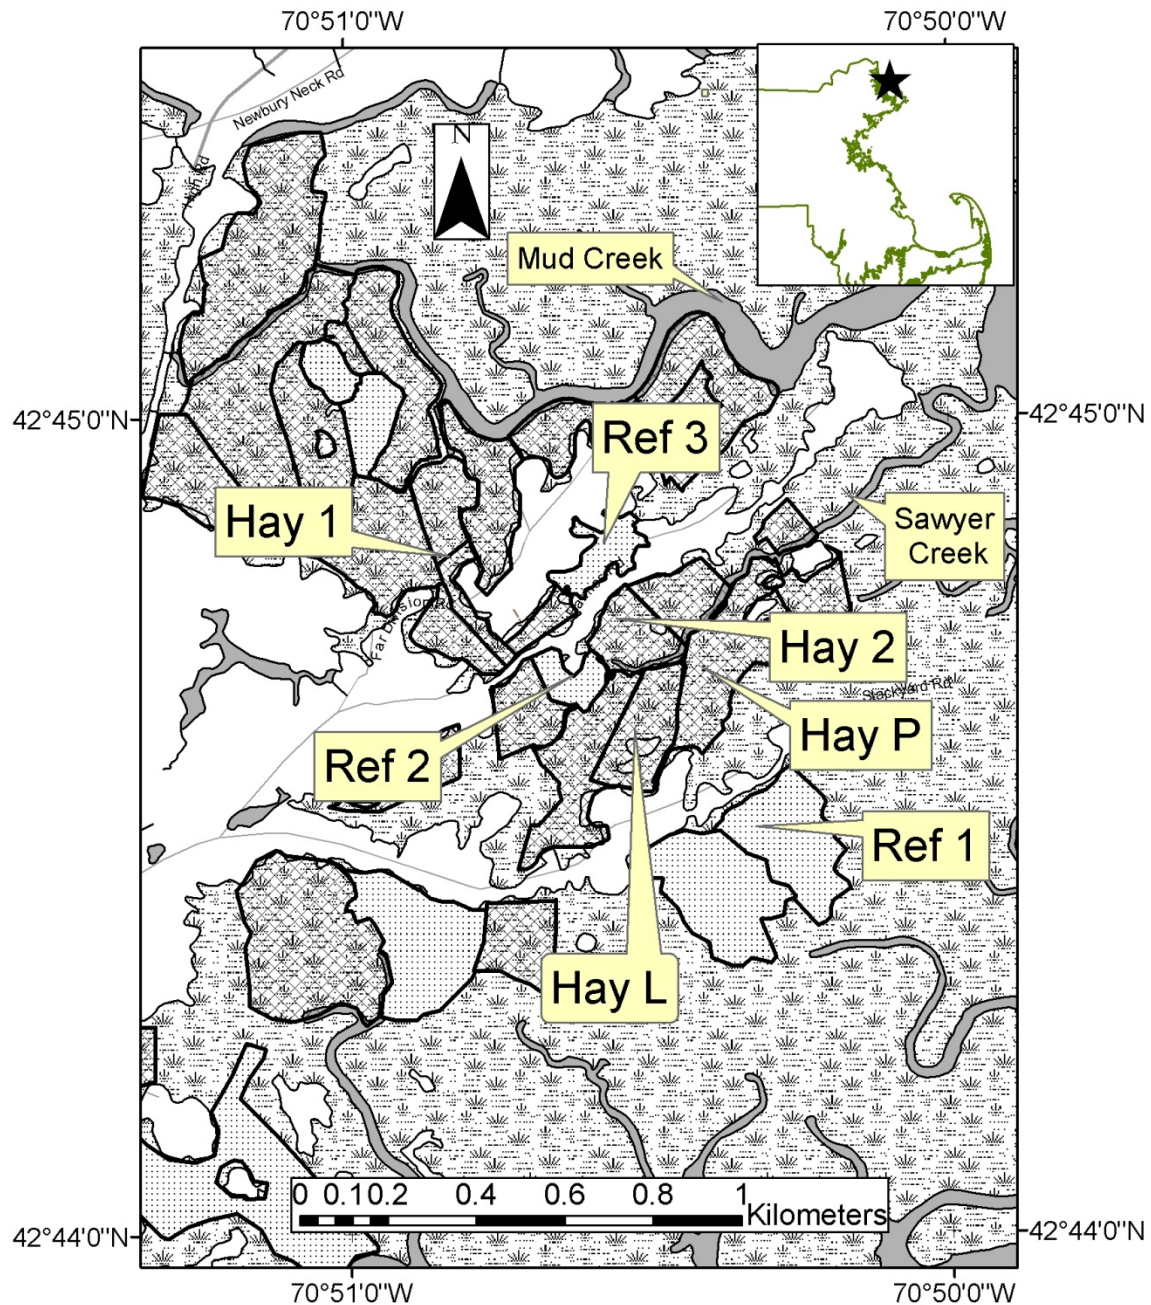 70°51'0"W
70°50'0"W
Newbury Neck Rd
N
Mud Creek
42°45'0"N
42°45'0"N
Ref 3
Hay 1
Sawyer
Creek
Hay 2
Stockyard Rd
Hay P
Ref 2
Ref 1
Hay L
0 0.1 0.2 0.4 0.6 0.8 1
Kilometers
42°44'0"N
42°44'0"N
70°51'0"W
70°50'0"W